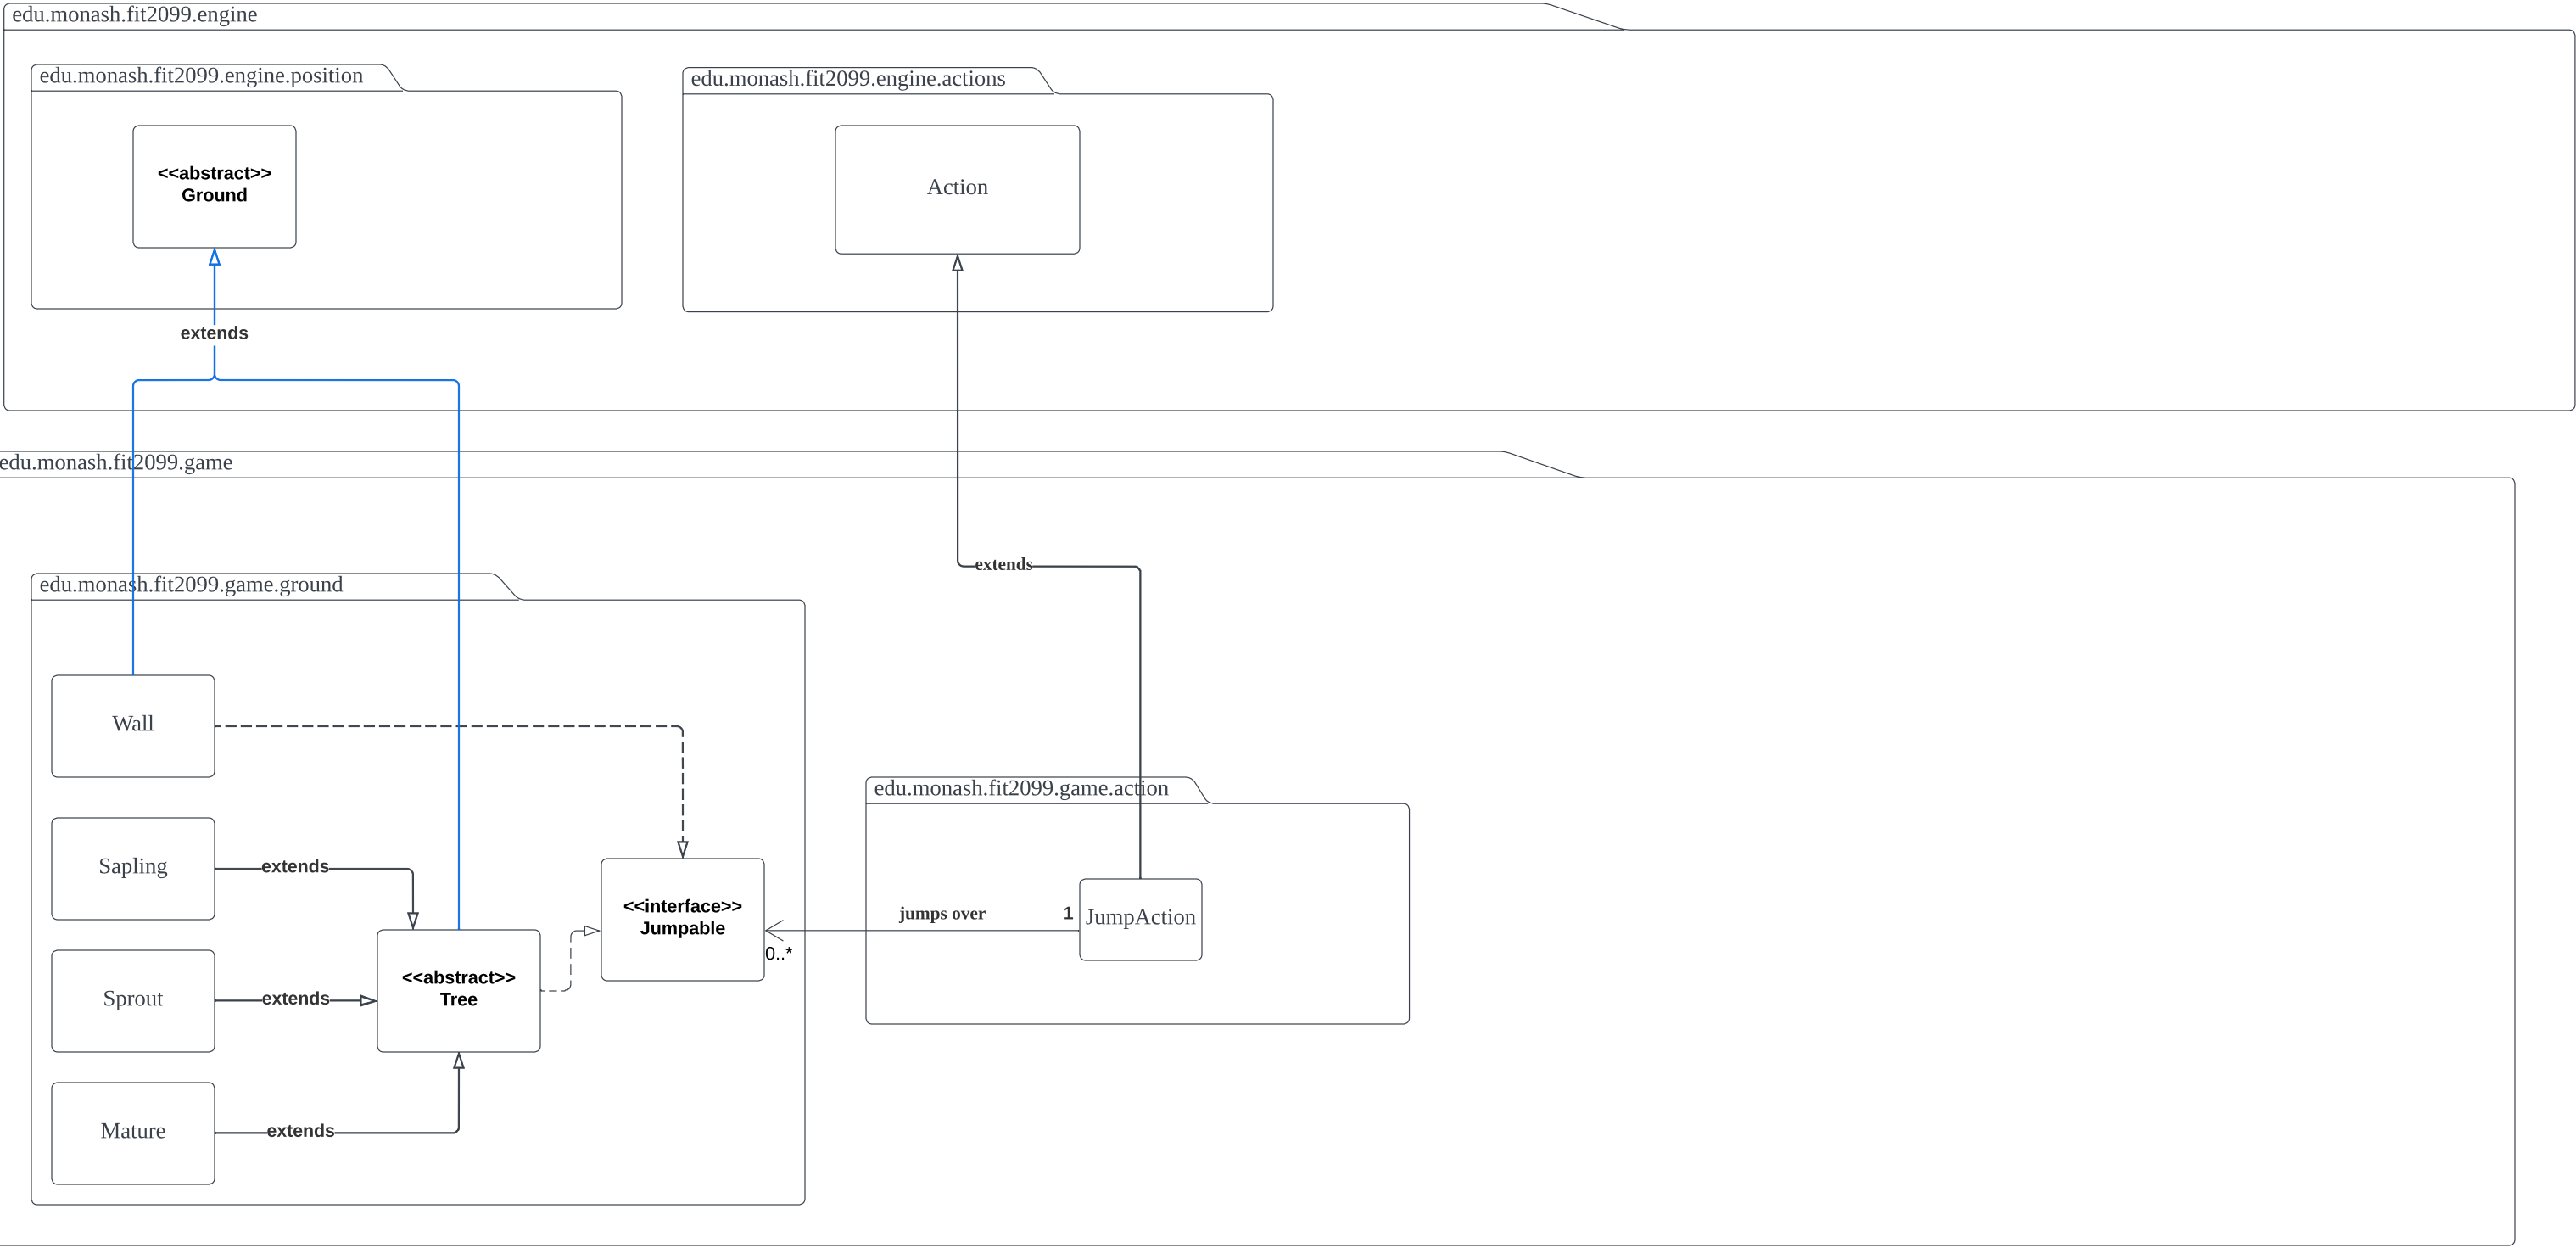 edu.monash.fit2099.engine
edu.monash.fit2099.engine.position
edu.monash.fit2099.engine.actions
<<abstract>>
Ground
Action
extends
edu.monash.fit2099.game
extends
edu.monash.fit2099.game.ground
Wall
edu.monash.fit2099.game.action
Sapling
extends
<<interface>>
Jumpable
jumps over
1
JumpAction
0..*
<<abstract>>
Tree
Sprout
extends
Mature
extends